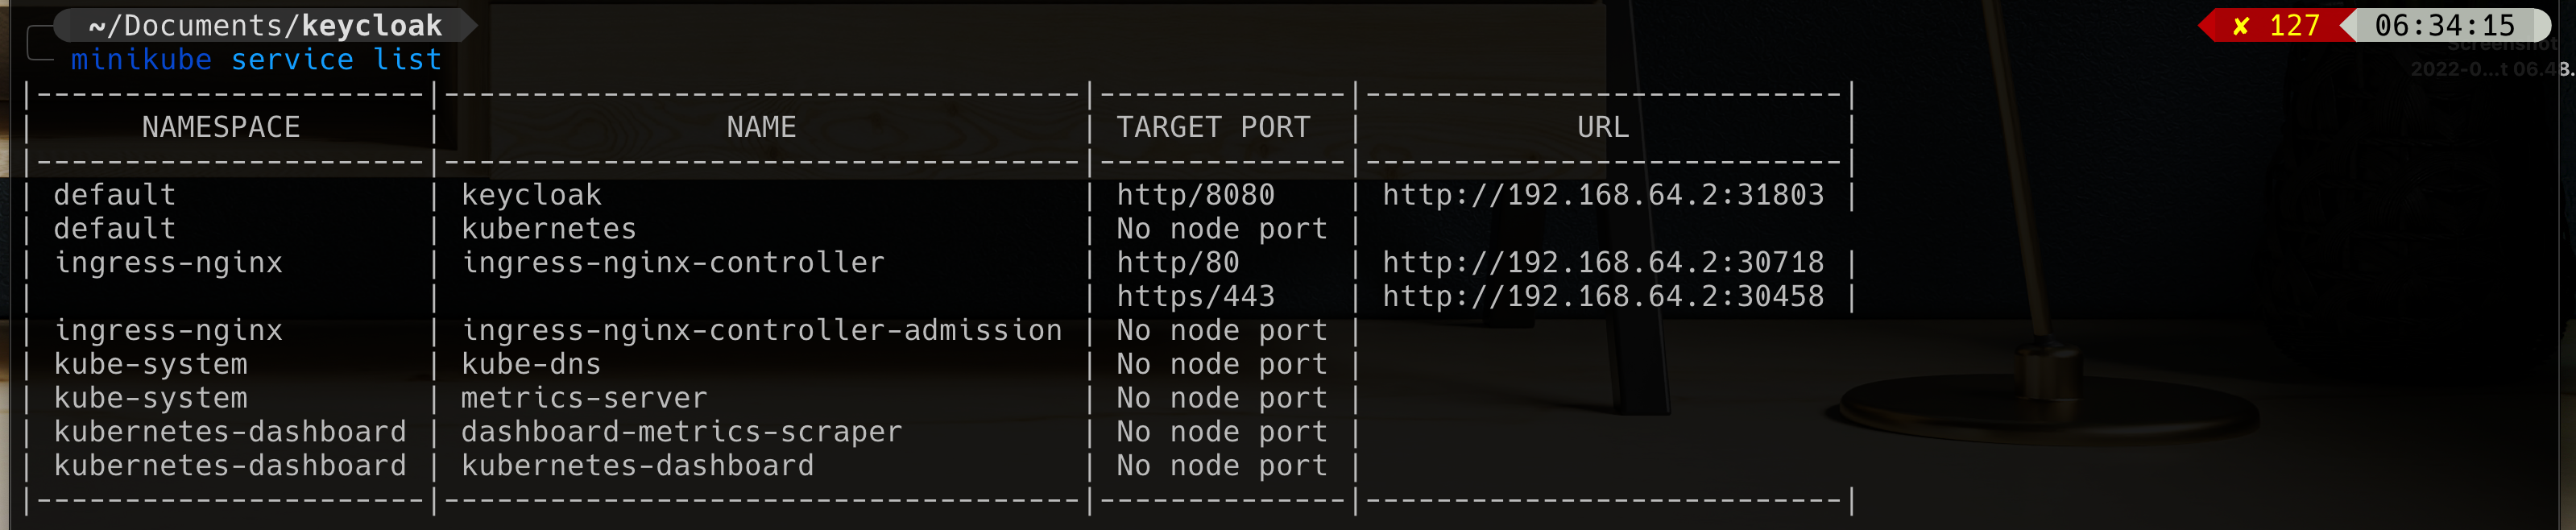 ~/Documents/keycloak ✘ 127 06:34:15
minikube service list
Screenshot
2022-0...t 06.48.
|----------------------|------------------------------------|--------------|---------------------------|
| NAMESPACE | NAME | TARGET PORT | URL |
|----------------------|------------------------------------|--------------|---------------------------|
| default | keycloak | http/8080 | http://192.168.64.2:31803 |
| default | kubernetes | No node port |
| ingress-nginx | ingress-nginx-controller | http/80 | http://192.168.64.2:30718 |
| | | https/443 | http://192.168.64.2:30458 |
| ingress-nginx | ingress-nginx-controller-admission | No node port |
| kube-system | kube-dns | No node port |
| kube-system | metrics-server | No node port |
| kubernetes-dashboard | dashboard-metrics-scraper | No node port |
| kubernetes-dashboard | kubernetes-dashboard | No node port |
|----------------------|------------------------------------|--------------|---------------------------|